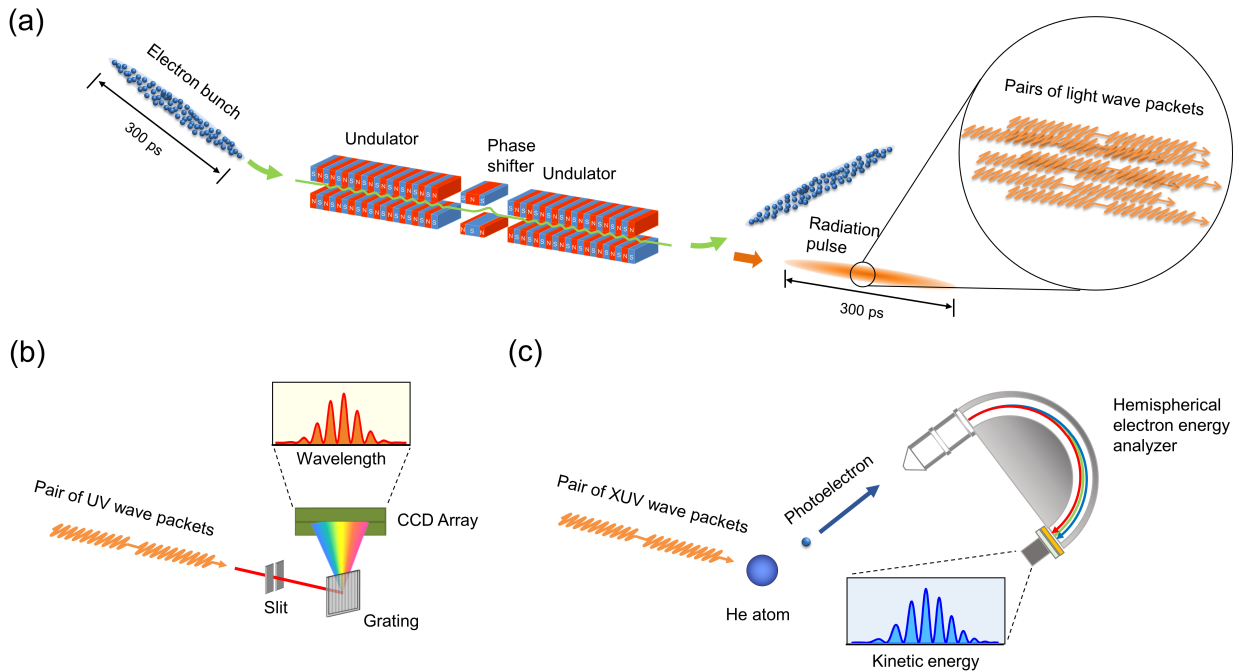 (a)
Electron bunch
300 ps
Undulator
Phase
shifter
Undulator
S N S N S N S N S N S N
N S N
N S N S N S N S N S N S
N S N
S N S N S N S N S N S N
N S N S N S N S N S N S
Radiation
pulse
300 ps
Pairs of light wave packets
(b)
Wavelength
Pair of UV wave packets
CCD Array
Slit
Grating
(c)
Pair of XUV wave packets
Photoelectron
He atom
Hemispherical
electron energy
analyzer
Kinetic energy